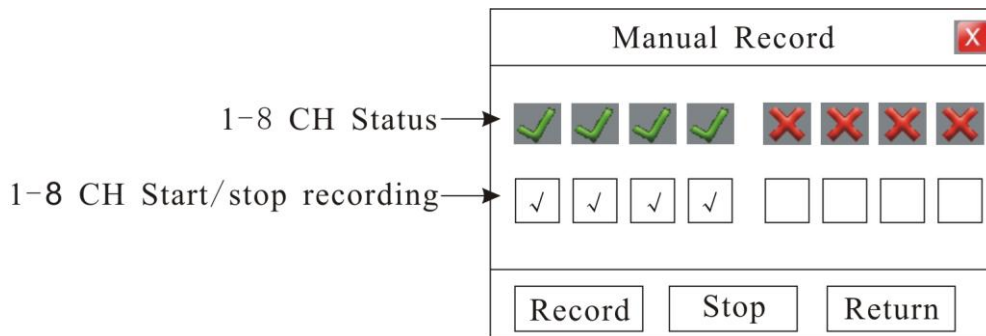 Manual Record X
1-8 CH Status
1-8 CH Start/stop recording √ √ √ √
Record Stop Return